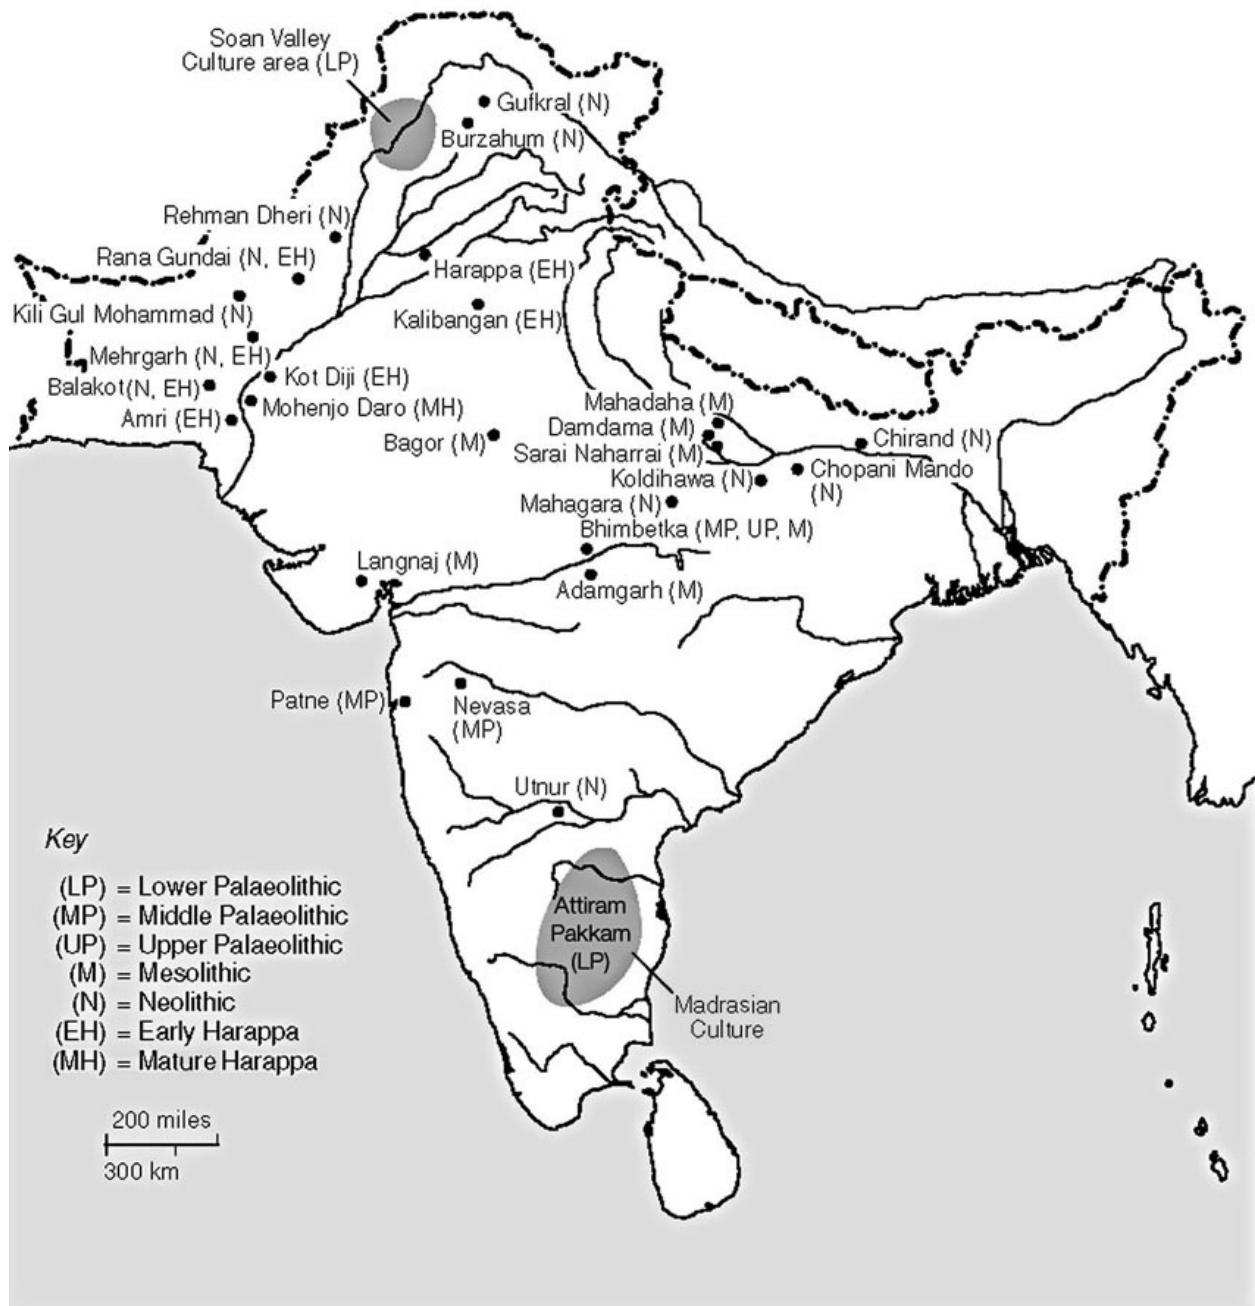 Soan Valley
Culture area (LP)
Gufkral (N)
Burzahum (N)
Rehman Dheri (N)
Rana Gundai (N, EH)
Harappa (EH)
Kili Gul Mohammad (N)
Kalibangan (EH)
Mehrgarh (N, EH)
Kot Diji (EH)
Balakot(N, EH)
Mohenjo Daro (MH)
Amri (EH)
Mahadaha (M)
Damdama (M)
Bagor (M)
Chirand (N)
Sarai Naharrai (M)
Chopani Mando
(N)
Koldihawa (N)
Mahagara (N)
Bhimbetka (MP, UP, M)
Langnaj (M)
Adamgarh (M)
Patne (MP)
Nevasa
(MP)
Utnur (N)
Attiram
Pakkam
(LP)
Madrasian
Culture
Key
(LP) = Lower Palaeolithic
(MP) = Middle Palaeolithic
(UP) = Upper Palaeolithic
(M) = Mesolithic
(N) = Neolithic
(EH) = Early Harappa
(MH) = Mature Harappa
200 miles
300 km